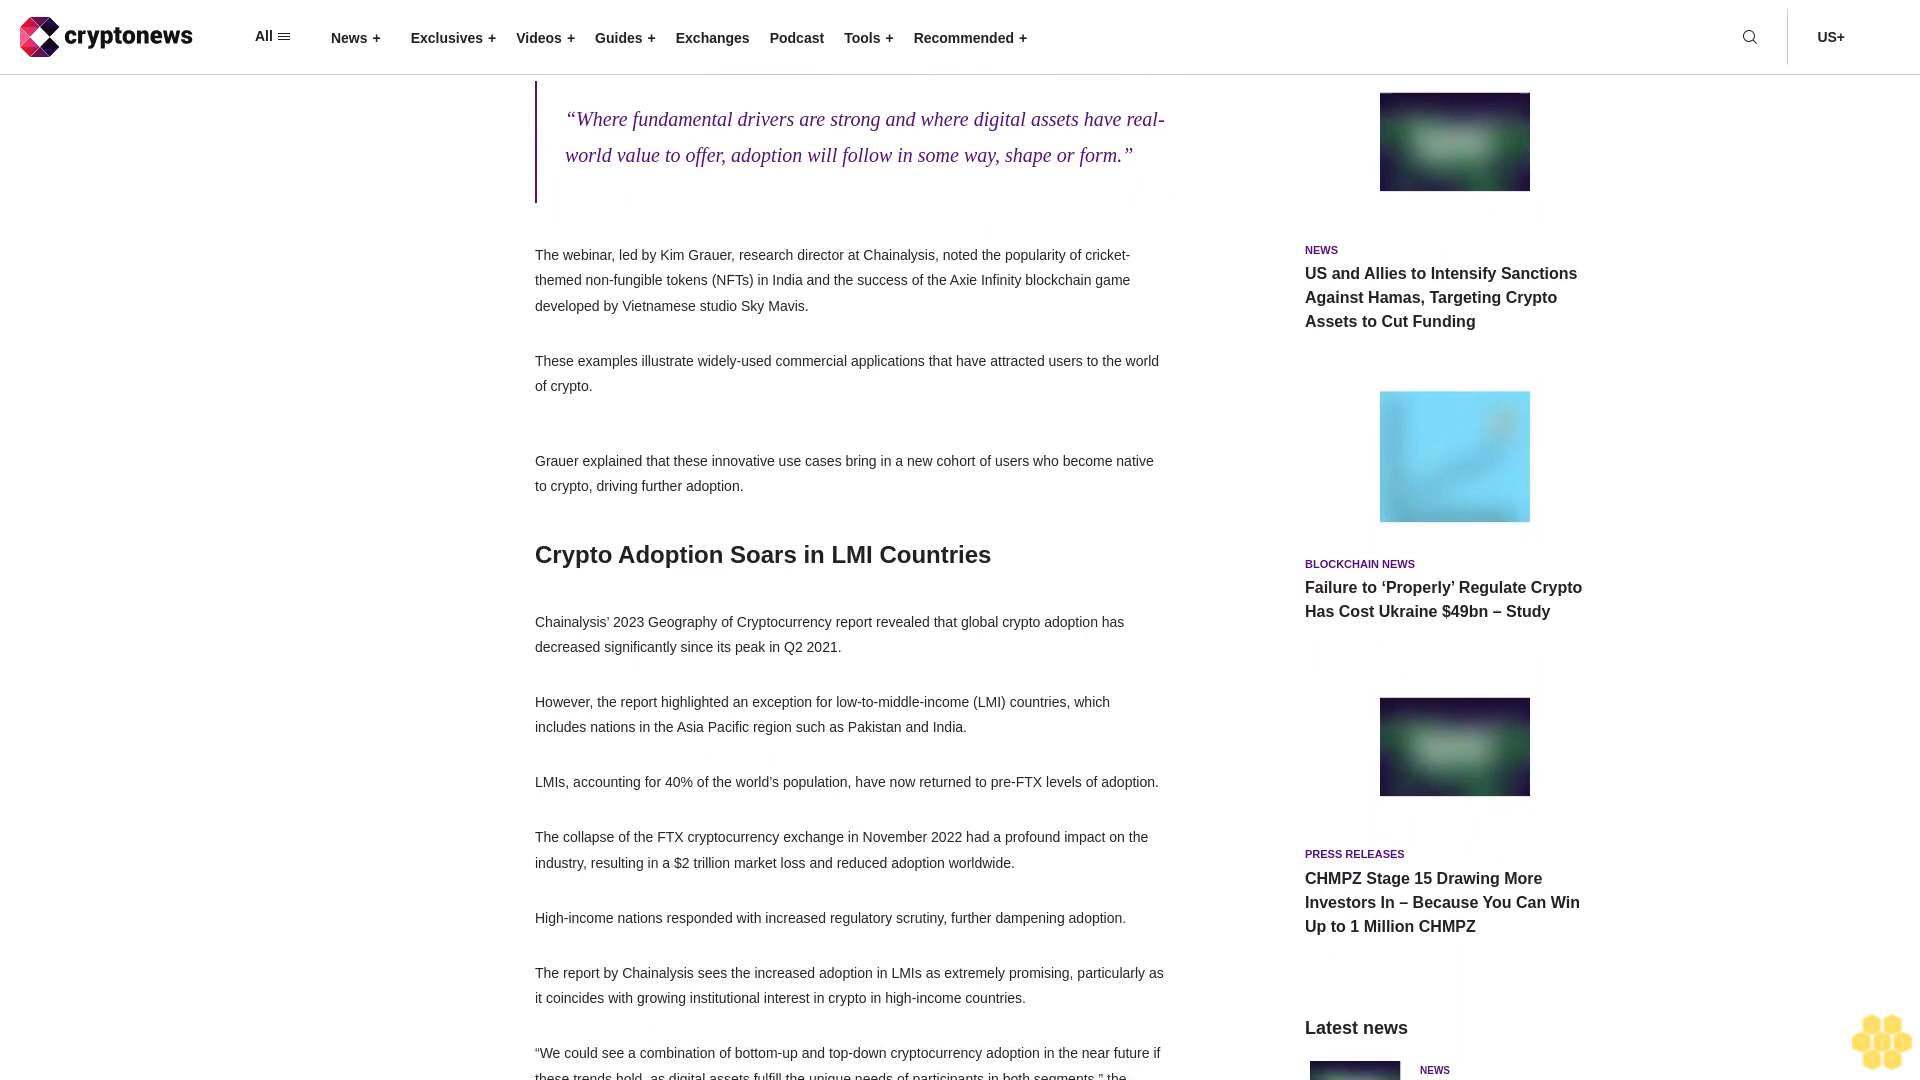 cryptonews
All
News +
Exclusives +
Videos +
Guides +
Exchanges
Podcast
Tools +
Recommended +
US+
“Where fundamental drivers are strong and where digital assets have real-
world value to offer, adoption will follow in some way, shape or form.”
The webinar, led by Kim Grauer, research director at Chainalysis, noted the popularity of cricket-
themed non-fungible tokens (NFTs) in India and the success of the Axie Infinity blockchain game
developed by Vietnamese studio Sky Mavis.
These examples illustrate widely-used commercial applications that have attracted users to the world
of crypto.
Grauer explained that these innovative use cases bring in a new cohort of users who become native
to crypto, driving further adoption.
Crypto Adoption Soars in LMI Countries
Chainalysis’ 2023 Geography of Cryptocurrency report revealed that global crypto adoption has
decreased significantly since its peak in Q2 2021.
However, the report highlighted an exception for low-to-middle-income (LMI) countries, which
includes nations in the Asia Pacific region such as Pakistan and India.
LMIs, accounting for 40% of the world’s population, have now returned to pre-FTX levels of adoption.
The collapse of the FTX cryptocurrency exchange in November 2022 had a profound impact on the
industry, resulting in a $2 trillion market loss and reduced adoption worldwide.
High-income nations responded with increased regulatory scrutiny, further dampening adoption.
The report by Chainalysis sees the increased adoption in LMIs as extremely promising, particularly as
it coincides with growing institutional interest in crypto in high-income countries.
“We could see a combination of bottom-up and top-down cryptocurrency adoption in the near future if
these trends hold, as digital assets fulfill the unique needs of participants in both segments,” the
NEWS
US and Allies to Intensify Sanctions
Against Hamas, Targeting Crypto
Assets to Cut Funding
BLOCKCHAIN NEWS
Failure to ‘Properly’ Regulate Crypto
Has Cost Ukraine $49bn – Study
PRESS RELEASES
CHMPZ Stage 15 Drawing More
Investors In – Because You Can Win
Up to 1 Million CHMPZ
Latest news
NEWS